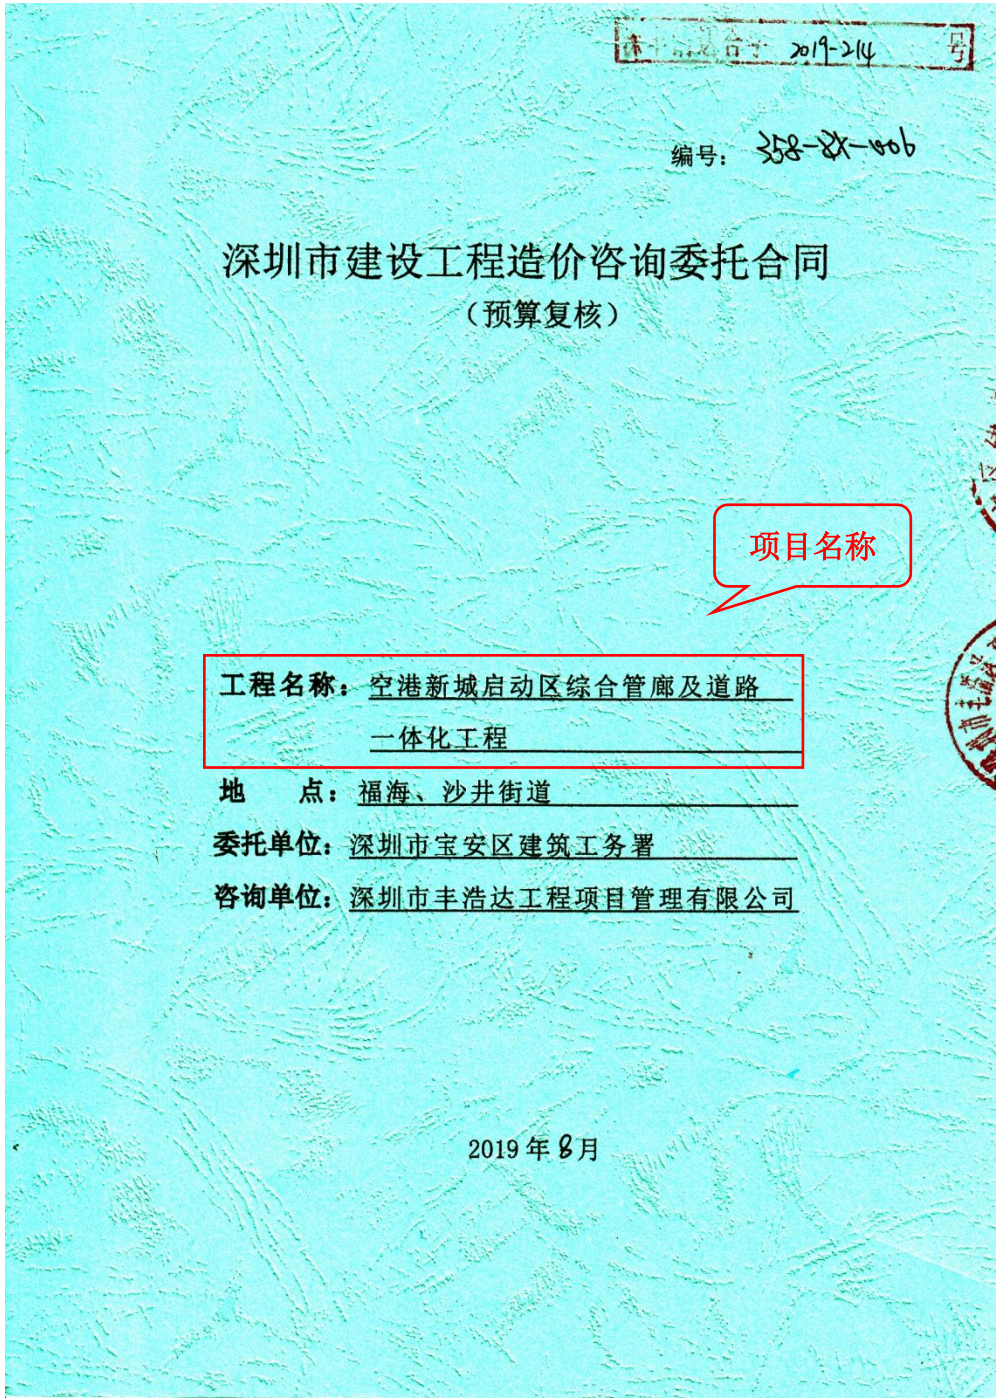 2019-214 号
编号： 358-SX-006
深圳市建设工程造价咨询委托合同
（预算复核）
项目名称
工程名称：空港新城启动区综合管廊及道路
一体化工程
地 点：福海、沙井街道
委托单位：深圳市宝安区建筑工务署
咨询单位：深圳市丰浩达工程项目管理有限公司
2019年8月